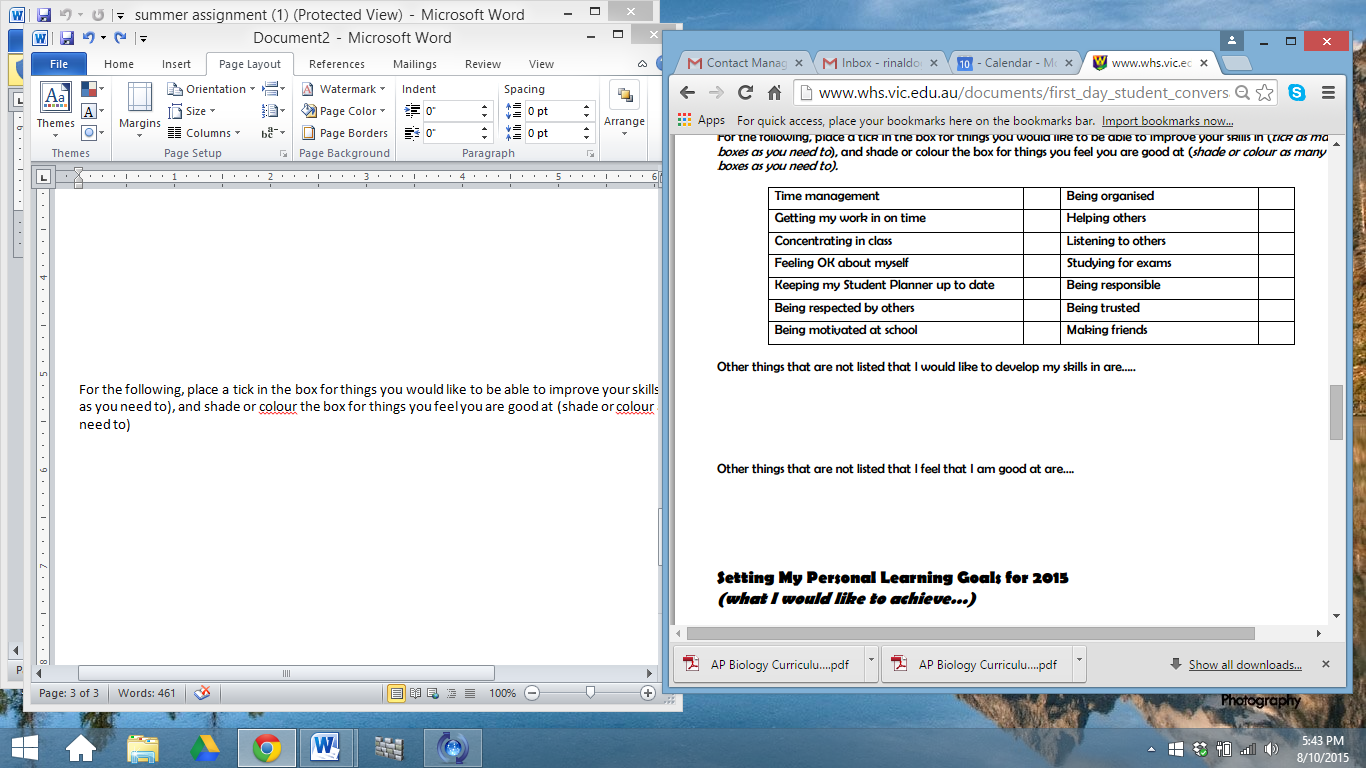 summer assignment (1) (Protected View) - Microsoft Word
Document2 - Microsoft Word
File Home Insert Page Layout References Mailings Review View
Themes
Margins
Orientation
Size
Columns
Watermark
Page Color
Page Borders
Indent
0"
0"
Spacing
0 pt
0 pt
Arrange
Themes Page Setup Page Background Paragraph
1 2 3 4 5 6
4
5
6
7
8
For the following, place a tick in the box for things you would like to be able to improve your skills
as you need to), and shade or colour the box for things you feel you are good at (shade or colour
need to)
Page: 3 of 3 Words: 461 100%
Contact Manag
Inbox - rinaldo
10 - Calendar - M
www.whs.vic.ec
www.whs.vic.edu.au/documents/first_day_student_convers
Apps For quick access, place your bookmarks here on the bookmarks bar. Import bookmarks now...
For the following, place a tick in the box for things you would like to be able to improve your skills in (tick as ma
boxes as you need to), and shade or colour the box for things you feel you are good at (shade or colour as many
boxes as you need to).
Time management Being organised
Getting my work in on time Helping others
Concentrating in class Listening to others
Feeling OK about myself Studying for exams
Keeping my Student Planner up to date Being responsible
Being respected by others Being trusted
Being motivated at school Making friends
Other things that are not listed that I would like to develop my skills in are.....
Other things that are not listed that I feel that I am good at are....
Setting My Personal Learning Goals for 2015
(what I would like to achieve...)
AP Biology Curriculu....pdf
AP Biology Curriculu....pdf
Show all downloads...
Photography
5:43 PM
8/10/2015